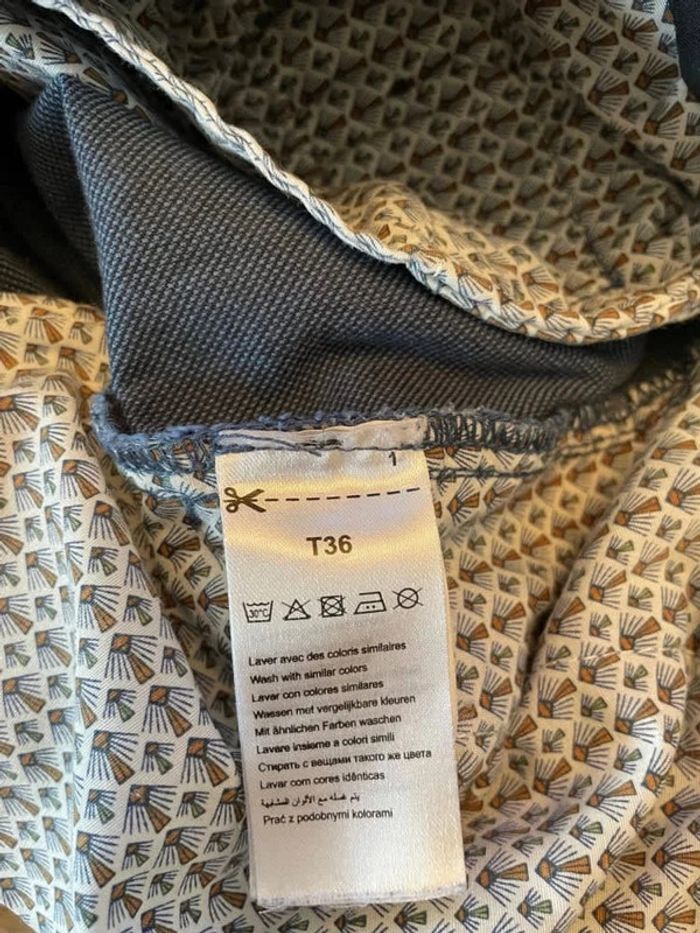 1
T36
30°C
Laver avec des coloris similaires
Wash with similar colors
Lavar con colores similares
Wassen met vergelijkbare kleuren
Mit ähnlichen Farben waschen
Lavare insieme a colori simili
Стирать с вещами такого же цвета
Lavar com cores idênticas
يتم غسله مع الألوان المشابهة
Prać z podobnymi kolorami